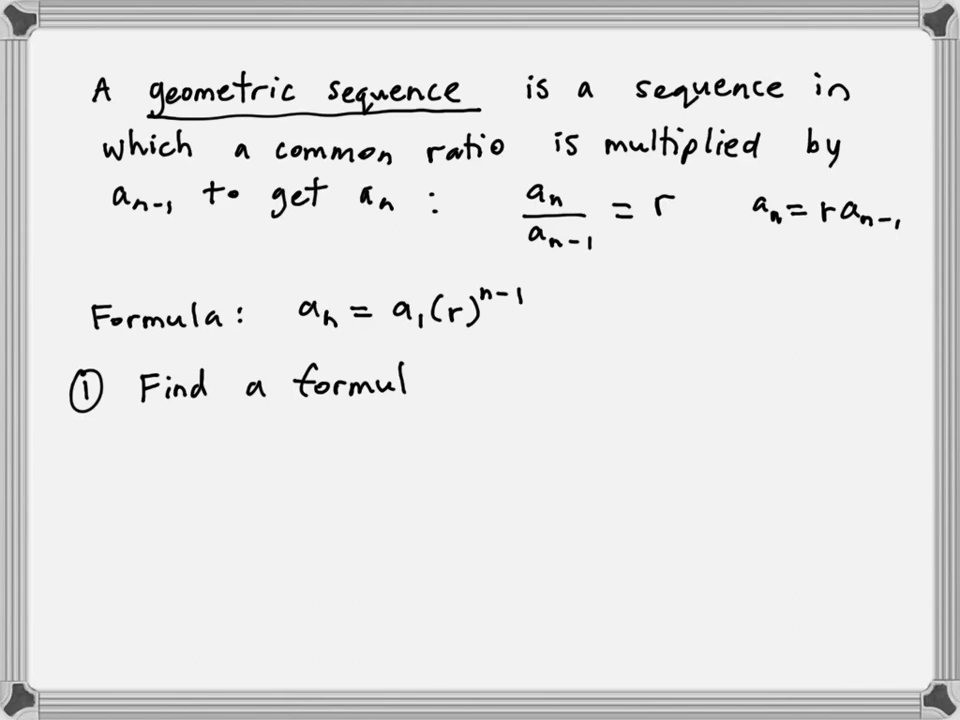 A geometric sequence is a sequence in
which a common ratio is multiplied by
aₙ₋₁ to get aₙ : aₙ/aₙ₋₁ = r aₙ = raₙ₋₁
Formula: aₙ = a₁(r)ⁿ⁻¹
① Find a formul